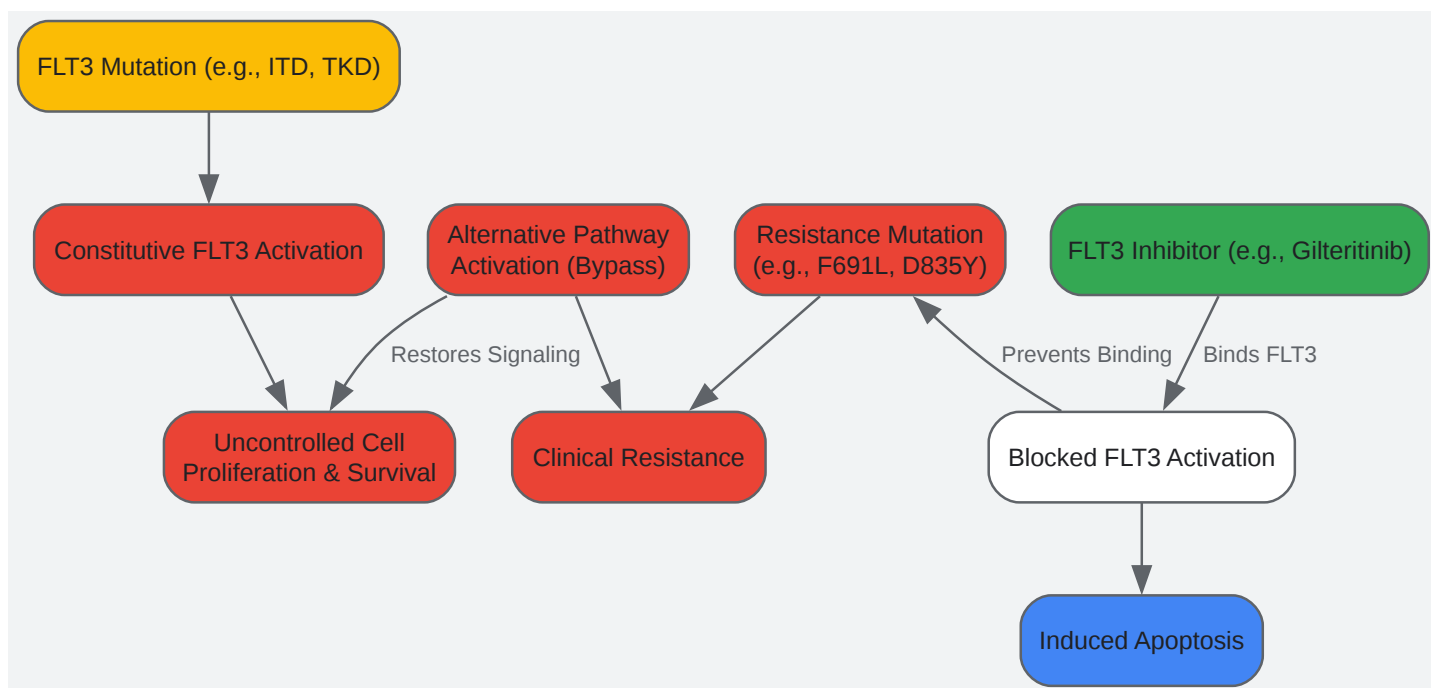 FLT3 Mutation (e.g., ITD, TKD)
Constitutive FLT3 Activation
Alternative Pathway
Activation (Bypass)
Resistance Mutation
(e.g., F691L, D835Y)
FLT3 Inhibitor (e.g., Gilteritinib)
Restores Signaling
Prevents Binding
Binds FLT3
Uncontrolled Cell
Proliferation & Survival
Clinical Resistance
Blocked FLT3 Activation
Induced Apoptosis